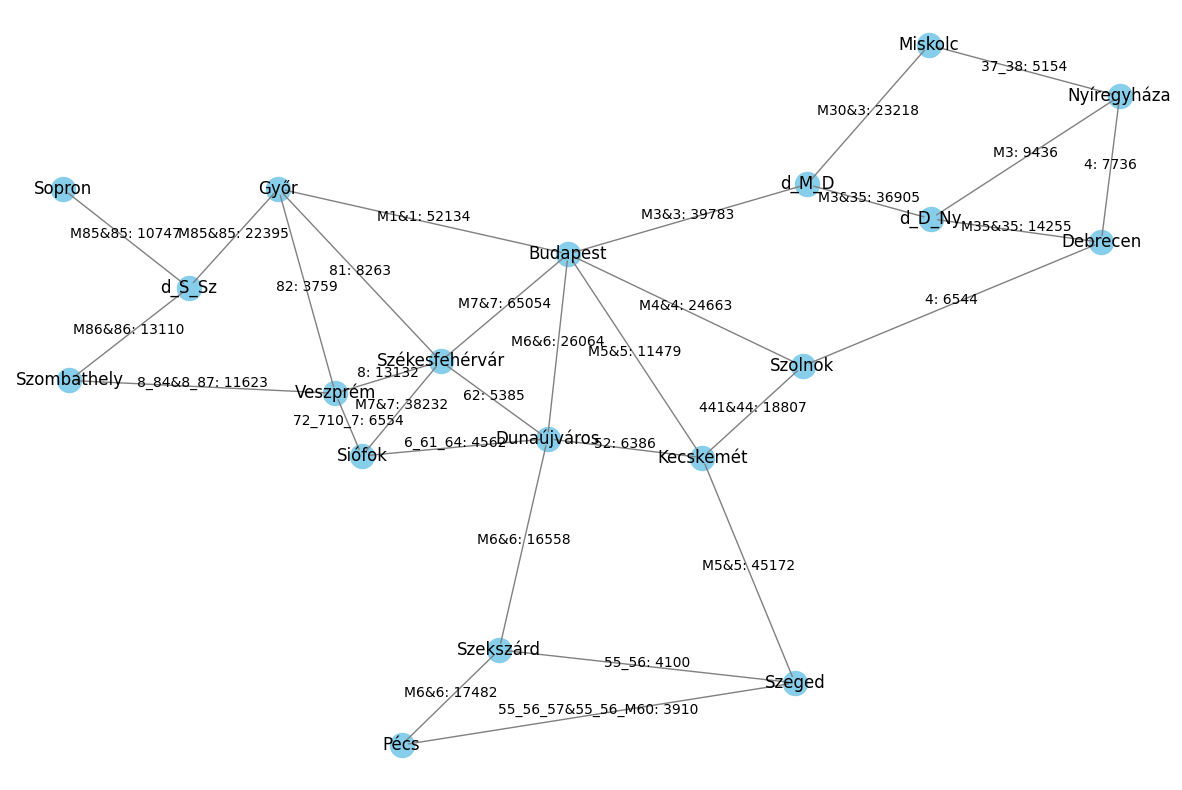 Miskolc
37_38: 5154
Nyíregyháza
M30&3: 23218
M3: 9436
4: 7736
d_M_D
Sopron
Győr
M3&35: 36905
M3&3: 39783
M1&1: 52134
d_D_Ny
M35&35: 14255
M85&85: 10747
M85&85: 22395
Debrecen
Budapest
81: 8263
82: 3759
d_S_Sz
4: 6544
M7&7: 65054
M4&4: 24663
M86&86: 13110
M6&6: 26064
M5&5: 11479
Székesfehérvár
Szolnok
8: 13132
Szombathely
8_84&8_87: 11623
Veszprém
62: 5385
M7&7: 38232
441&44: 18807
72_710_7: 6554
Dunaújváros
6_61_64: 4562
52: 6386
Siófok
Kecskemét
M6&6: 16558
M5&5: 45172
Szekszárd
55_56: 4100
Szeged
M6&6: 17482
55_56_57&55_56_M60: 3910
Pécs